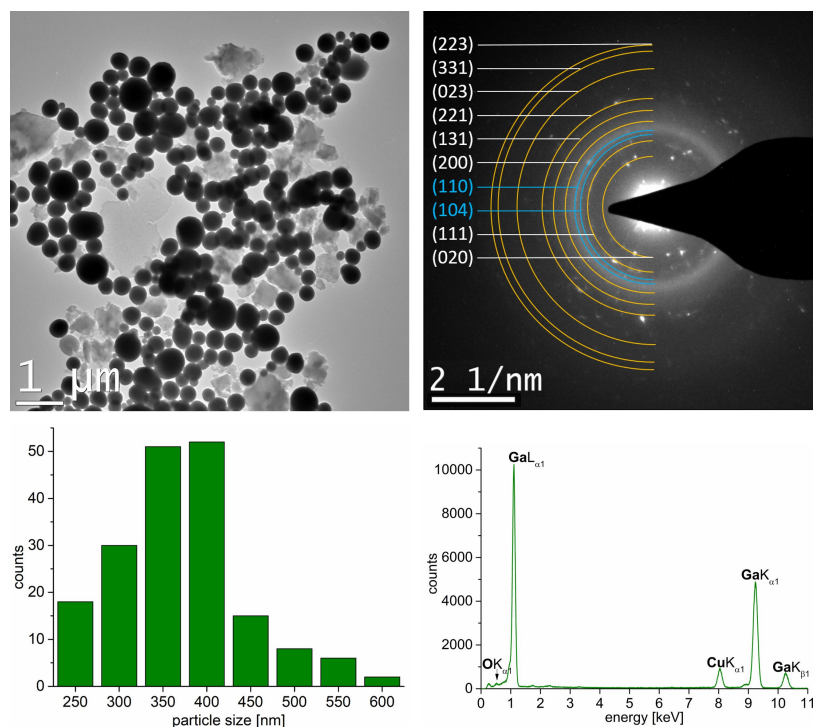 1 μm
(223)
(331)
(023)
(221)
(131)
(200)
(110)
(104)
(111)
(020)
2 1/nm
50
40
30
20
10
0
counts
250 300 350 400 450 500 550 600
particle size [nm]
10000
8000
6000
4000
2000
0
counts
GaLα1
OKα1
CuKα1
GaKα1
GaKβ1
0 1 2 3 4 5 6 7 8 9 10 11
energy [keV]